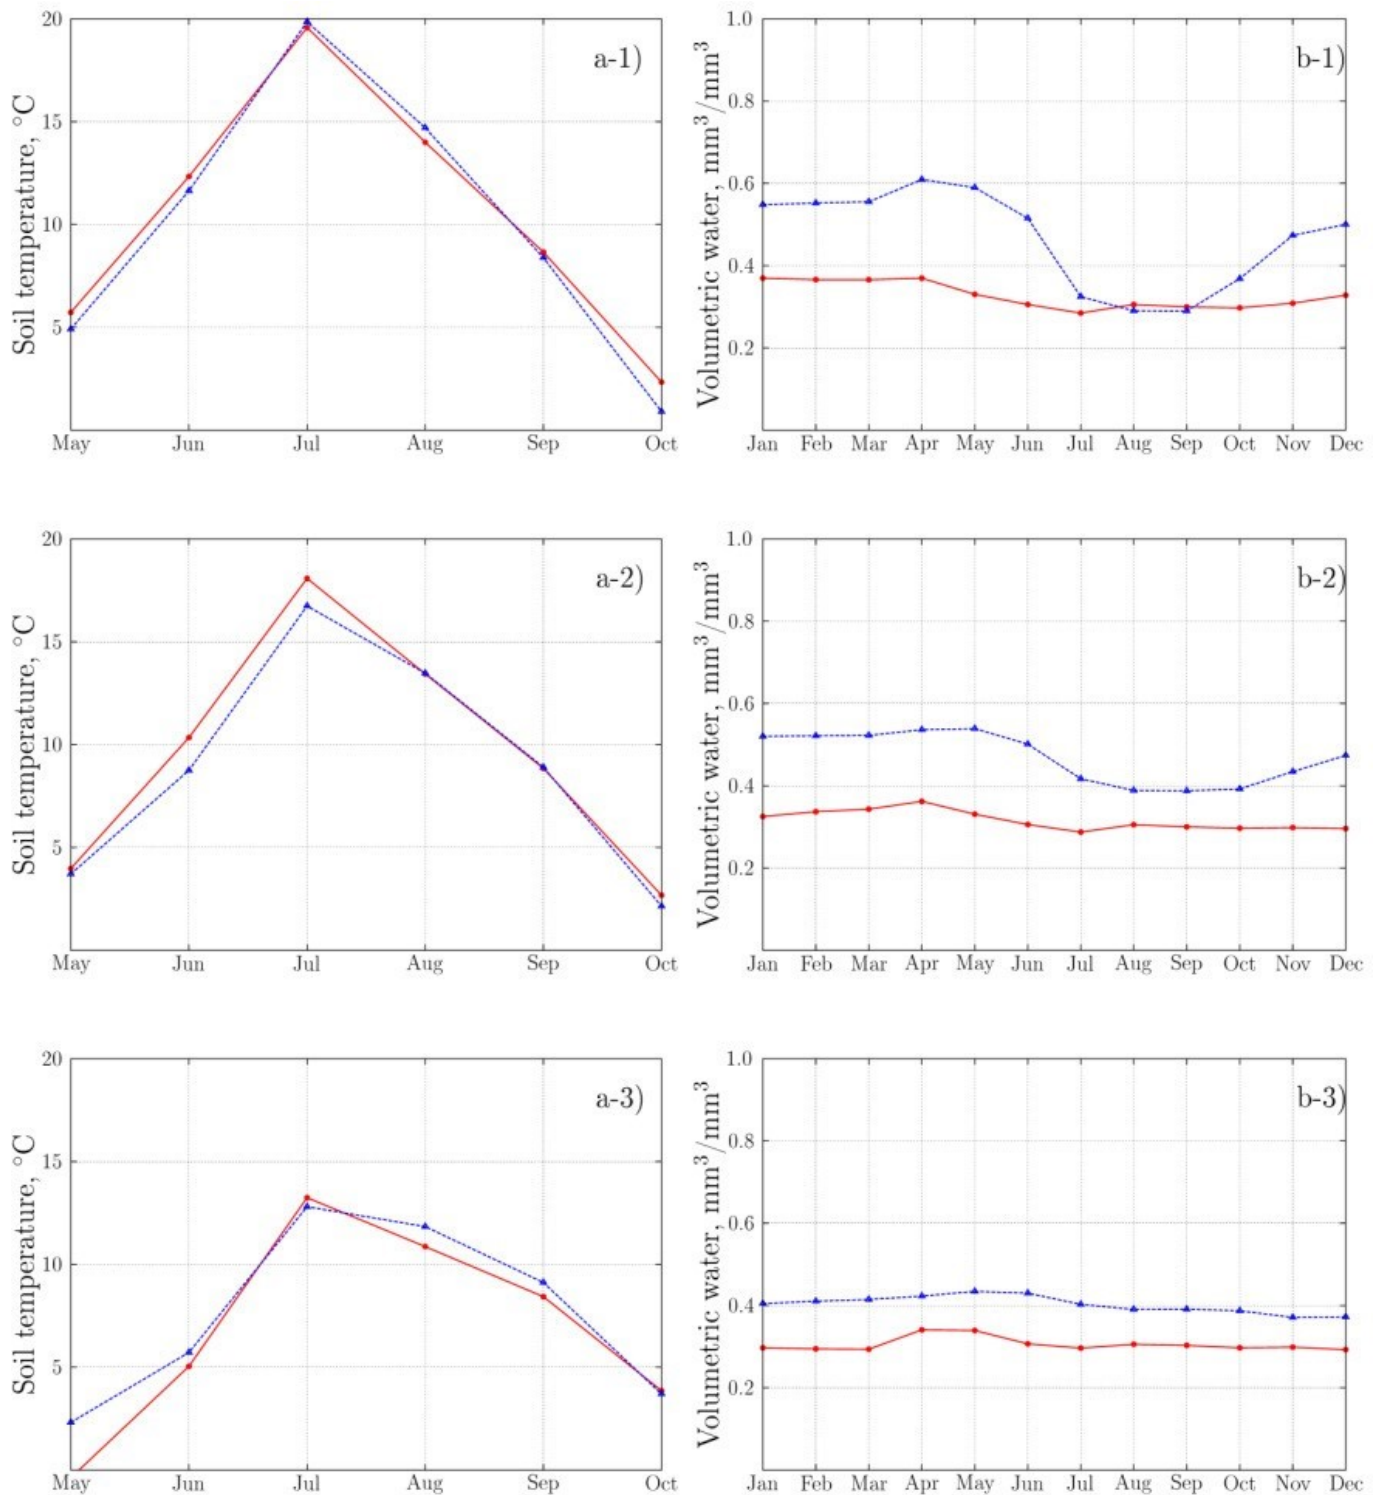 20
15
10
5
Soil temperature, °C
a-1)
May Jun Jul Aug Sep Oct
1.0
0.8
0.6
0.4
0.2
Volumetric water, mm³/mm³
b-1)
Jan Feb Mar Apr May Jun Jul Aug Sep Oct Nov Dec
20
15
10
5
Soil temperature, °C
a-2)
May Jun Jul Aug Sep Oct
1.0
0.8
0.6
0.4
0.2
Volumetric water, mm³/mm³
b-2)
Jan Feb Mar Apr May Jun Jul Aug Sep Oct Nov Dec
20
15
10
5
Soil temperature, °C
a-3)
May Jun Jul Aug Sep Oct
1.0
0.8
0.6
0.4
0.2
Volumetric water, mm³/mm³
b-3)
Jan Feb Mar Apr May Jun Jul Aug Sep Oct Nov Dec